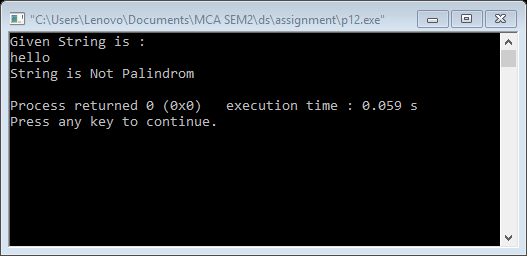 "C:\Users\Lenovo\Documents\MCA SEM2\ds\assignment\p12.exe"
Given String is :
hello
String is Not Palindrom
Process returned 0 (0x0)   execution time : 0.059 s
Press any key to continue.